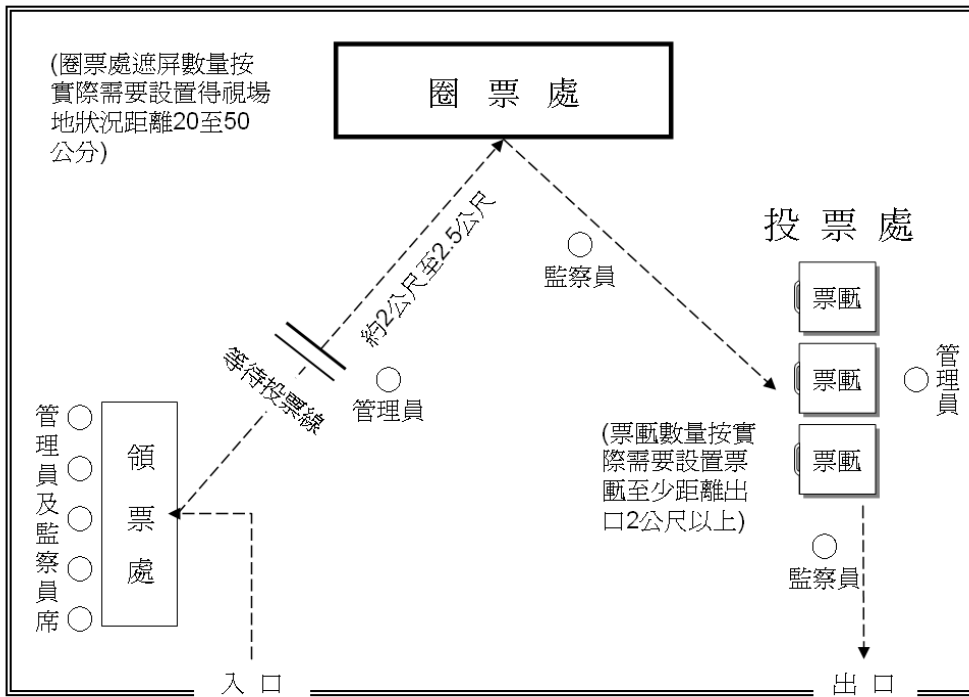 (圈票處遮屏數量按
實際需要設置得視場
地狀況距離20至50
公分)
圈票處
約2公尺至2.5公尺
等待投票線
管理員
監察員
投票處
票匭
票匭
票匭
管理員
(票匭數量按實
際需要設置票
匭至少距離出
口2公尺以上)
監察員
管理員及監察員席
領票處
入口
出口